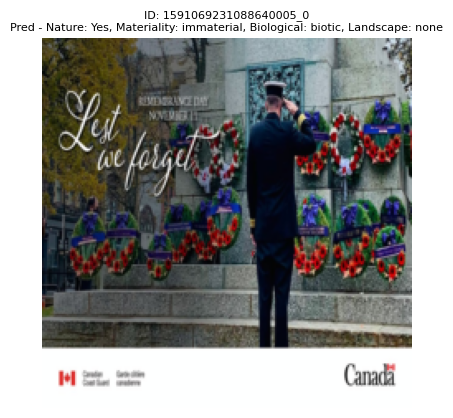 ID: 1591069231088640005_0
Pred - Nature: Yes, Materiality: immaterial, Biological: biotic, Landscape: none
REMEMBRANCE DAY
NOVEMBER 11
Lest
we forget
Canadian Garde côtière
Coast Guard canadienne
Canada